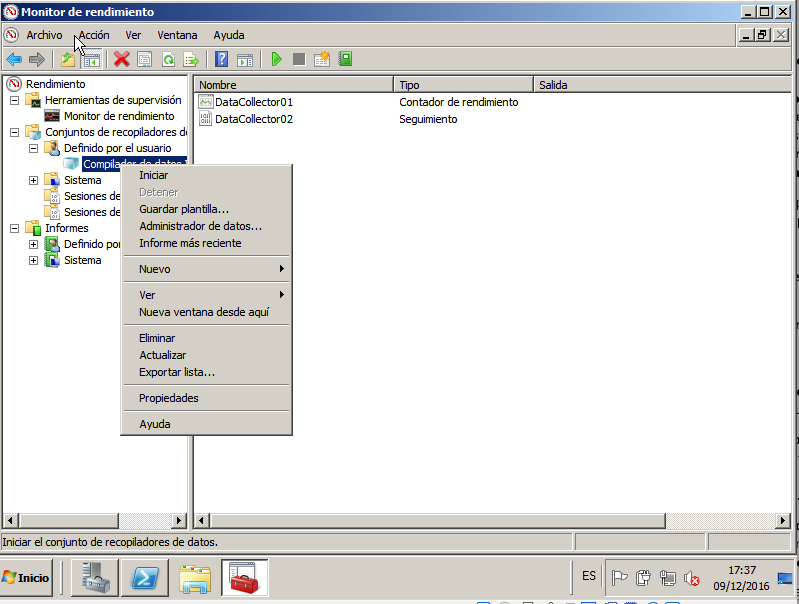 Monitor de rendimiento
Archivo Acción Ver Ventana Ayuda
Rendimiento
Herramientas de supervisión
Monitor de rendimiento
Conjuntos de recopiladores de
Definido por el usuario
Compilador de datos
Sistema
Sesiones de
Sesiones de
Informes
Definido por
Sistema
Nombre Tipo Salida
DataCollector01 Contador de rendimiento
DataCollector02 Seguimiento
Iniciar
Detener
Guardar plantilla...
Administrador de datos...
Informe más reciente
Nuevo
Ver
Nueva ventana desde aquí
Eliminar
Actualizar
Exportar lista...
Propiedades
Ayuda
Iniciar el conjunto de recopiladores de datos.
Inicio
ES
17:37
09/12/2016